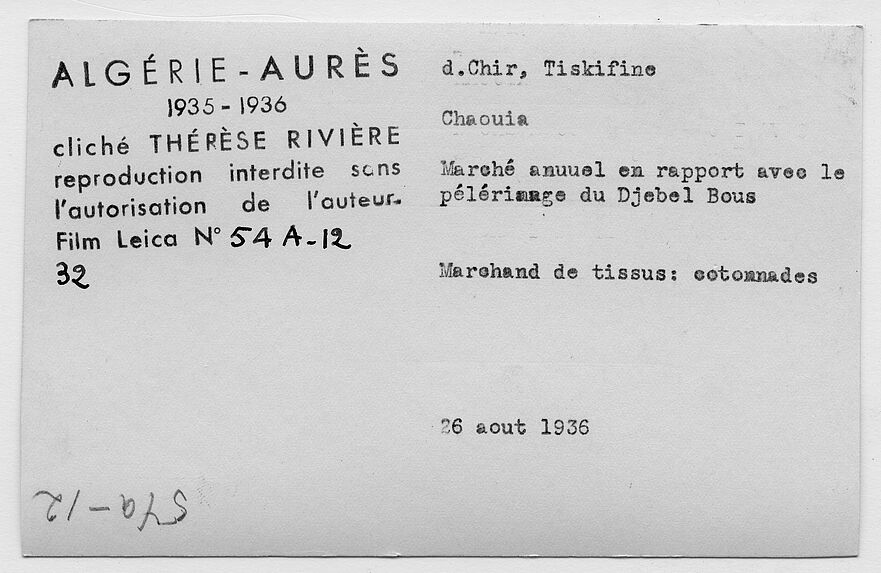 ALGÉRIE-AURÈS
1935-1936
cliché THÉRÈSE RIVIÈRE
reproduction interdite sans
l'autorisation de l'auteur.
Film Leica N° 54 A-12
32
d.Chir, Tiskifine
Chaouia
Marché anuuel en rapport avec le
pélérinage du Djebel Bous
Marchand de tissus: cotonnades
26 aout 1936
54a-12